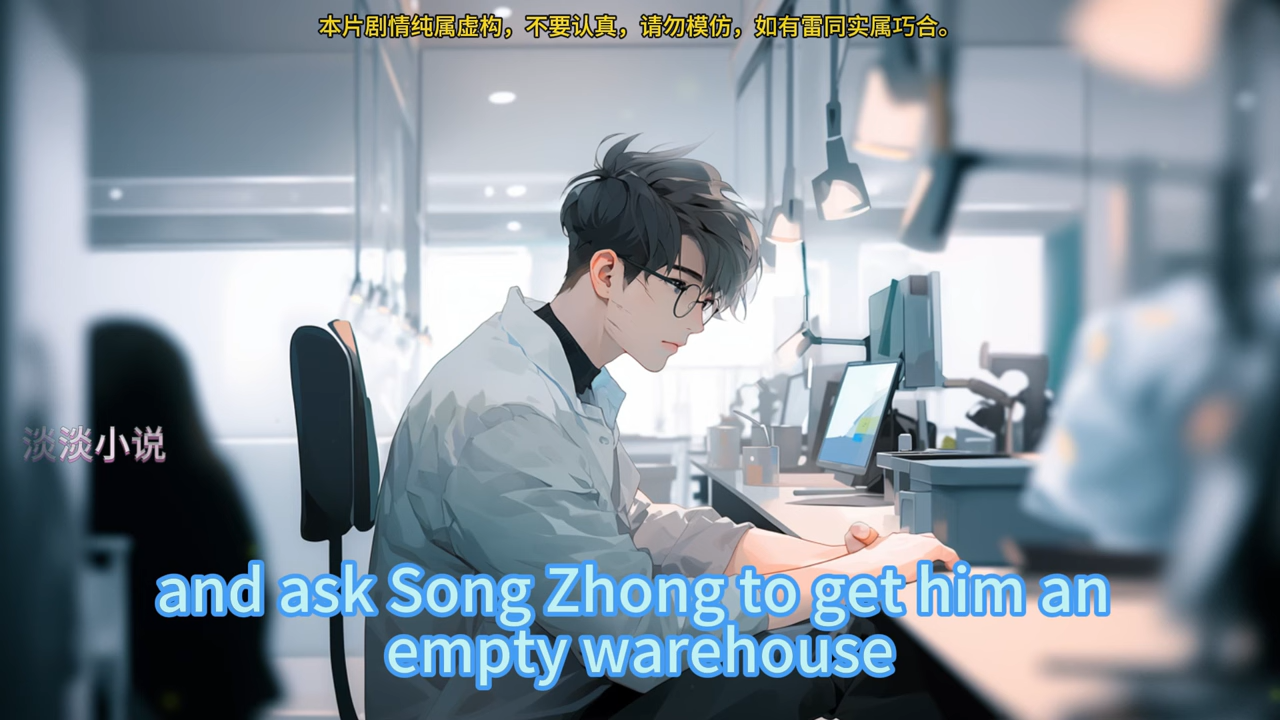 本片剧情纯属虚构，不要认真，请勿模仿，如有雷同实属巧合。
淡淡小说
and ask Song Zhong to get him an
empty warehouse